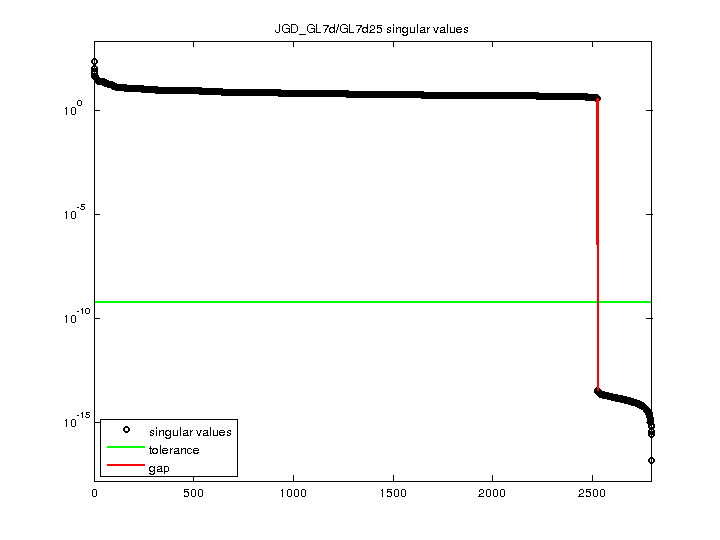 JGD_GL7d/GL7d25 singular values
10^0
10^-5
10^-10
10^-15
singular values
tolerance
gap
0 500 1000 1500 2000 2500